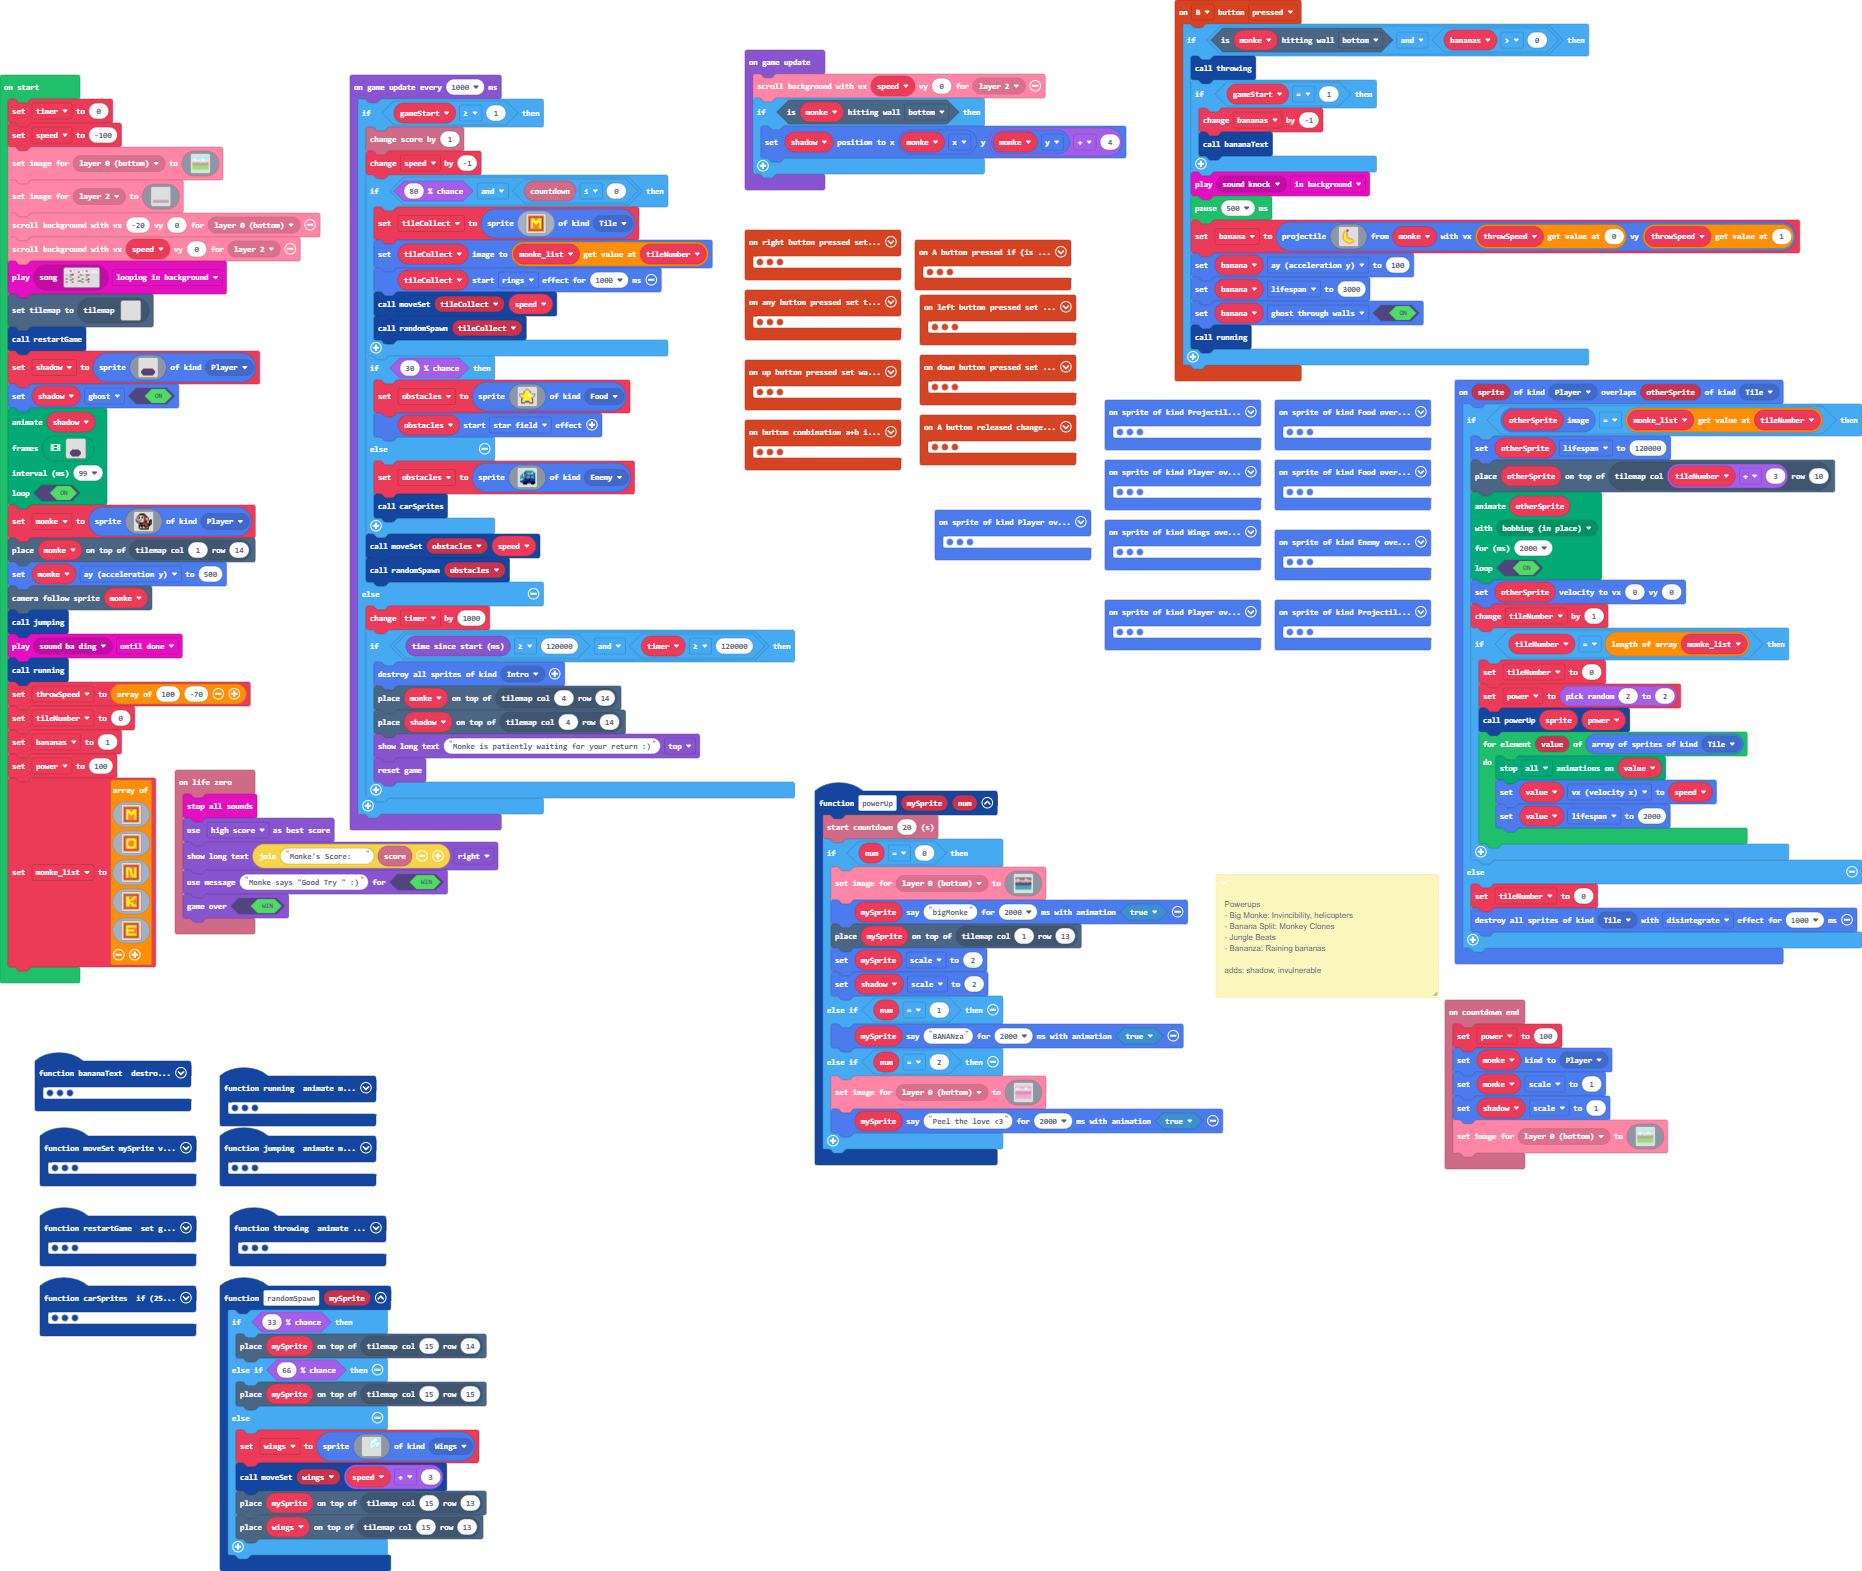 on start
set timer to 0
set speed to -100
set image for layer 0 (bottom) to
set image for layer 2 to
scroll background with vx -20 vy 0 for layer 0 (bottom)
scroll background with vx speed vy 0 for layer 2
play song looping in background
set tilemap to tilemap
call restartGame
set shadow to sprite of kind Player
set shadow ghost ON
animate shadow
frames
interval (ms) 99
loop ON
set monke to sprite of kind Player
place monke on top of tilemap col 1 row 14
set monke ay (acceleration y) to 500
camera follow sprite monke
call jumping
play sound ba ding until done
call running
set throwSpeed to array of 100 -70
set tileNumber to 0
set bananas to 1
set power to 100
set monke_list to array of
M
O
N
K
E
on life zero
stop all sounds
use high score as best score
show long text join "Monke's Score: " score right
use message "Monke says "Good Try " :)" for WIN
game over WIN
on game update every 1000 ms
if gameStart ≥ 1 then
change score by 1
change speed by -1
if 80 % chance and countdown ≤ 0 then
set tileCollect to sprite M of kind Tile
set tileCollect image to monke_list get value at tileNumber
tileCollect start rings effect for 1000 ms
call moveSet tileCollect speed
call randomSpawn tileCollect
if 30 % chance then
set obstacles to sprite of kind Food
obstacles start star field effect
else
set obstacles to sprite of kind Enemy
call carSprites
call moveSet obstacles speed
call randomSpawn obstacles
else
change timer by 1000
if time since start (ms) ≥ 120000 and timer ≥ 120000 then
destroy all sprites of kind Intro
place monke on top of tilemap col 4 row 14
place shadow on top of tilemap col 4 row 14
show long text "Monke is patiently waiting for your return :)" top
reset game
on game update
scroll background with vx speed vy 0 for layer 2
if is monke hitting wall bottom then
set shadow position to x monke x y monke y + 4
on right button pressed set...
on A button pressed if (is ...
on any button pressed set t...
on left button pressed set ...
on up button pressed set wa...
on down button pressed set ...
on button combination a+b i...
on A button released change...
on B button pressed
if is monke hitting wall bottom and bananas > 0 then
call throwing
if gameStart = 1 then
change bananas by -1
call bananaText
play sound knock in background
pause 500 ms
set banana to projectile from monke with vx throwSpeed get value at 0 vy throwSpeed get value at 1
set banana ay (acceleration y) to 100
set banana lifespan to 3000
set banana ghost through walls ON
call running
on sprite of kind Projectil...
on sprite of kind Food over...
on sprite of kind Player ov...
on sprite of kind Food over...
on sprite of kind Player ov...
on sprite of kind Wings ove...
on sprite of kind Enemy ove...
on sprite of kind Player ov...
on sprite of kind Projectil...
on sprite of kind Player overlaps otherSprite of kind Tile
if otherSprite image = monke_list get value at tileNumber then
set otherSprite lifespan to 120000
place otherSprite on top of tilemap col tileNumber + 3 row 10
animate otherSprite
with bobbing (in place)
for (ms) 2000
loop ON
set otherSprite velocity to vx 0 vy 0
change tileNumber by 1
if tileNumber = length of array monke_list then
set tileNumber to 0
set power to pick random 2 to 2
call powerUp sprite power
for element value of array of sprites of kind Tile
do stop all animations on value
set value vx (velocity x) to speed
set value lifespan to 2000
else
set tileNumber to 0
destroy all sprites of kind Tile with disintegrate effect for 1000 ms
function powerUp mySprite num
start countdown 20 (s)
if num = 0 then
set image for layer 0 (bottom) to
mySprite say "bigMonke" for 2000 ms with animation true
place mySprite on top of tilemap col 1 row 13
set mySprite scale to 2
set shadow scale to 2
else if num = 1 then
mySprite say "BANANza" for 2000 ms with animation true
else if num = 2 then
set image for layer 0 (bottom) to
mySprite say "Peel the love <3" for 2000 ms with animation true
Powerups
- Big Monke: Invincibility, helicopters
- Banana Split: Monkey Clones
- Jungle Beats
- Bananza: Raining bananas
adds: shadow, invulnerable
on countdown end
set power to 100
set monke kind to Player
set monke scale to 1
set shadow scale to 1
set image for layer 0 (bottom) to
function bananaText destro...
function running animate m...
function moveSet mySprite v...
function jumping animate m...
function restartGame set g...
function throwing animate ...
function carSprites if (25...
function randomSpawn mySprite
if 33 % chance then
place mySprite on top of tilemap col 15 row 14
else if 66 % chance then
place mySprite on top of tilemap col 15 row 15
else
set wings to sprite of kind Wings
call moveSet wings speed + 3
place mySprite on top of tilemap col 15 row 13
place wings on top of tilemap col 15 row 13